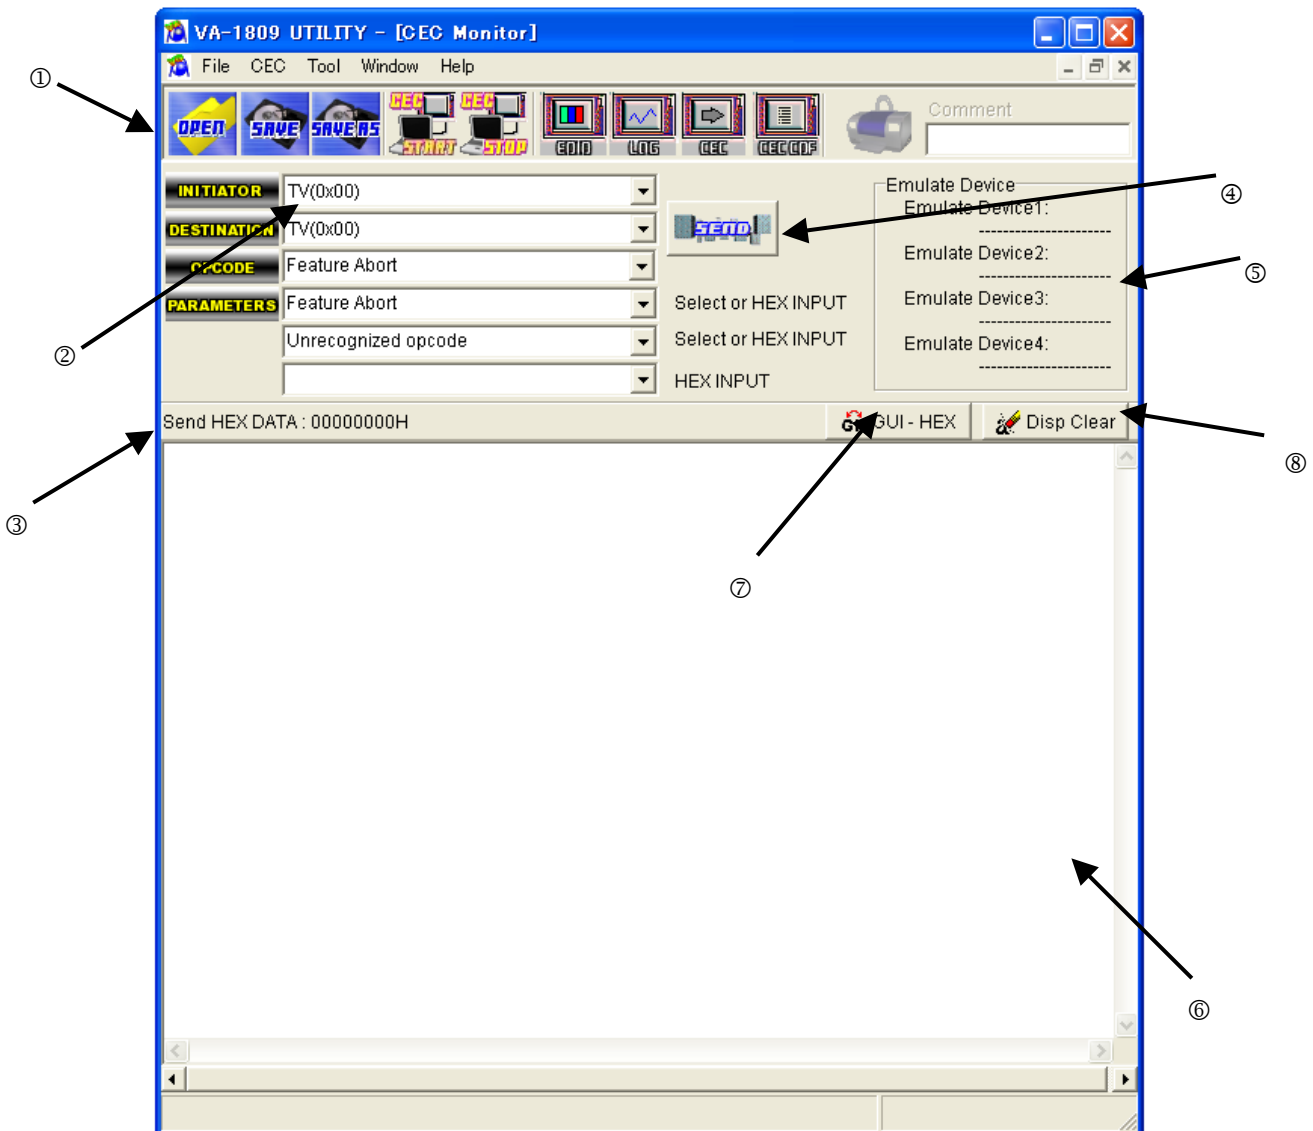 VA-1809 UTILITY - [CEC Monitor]
File CEC Tool Window Help
①
OPEN SAVE SAVE AS CEC START CEC STOP EDID LOG CEC CEC CDF Comment
INITIATOR TV(0x00)
DESTINATION TV(0x00)
OPCODE Feature Abort
PARAMETERS Feature Abort Select or HEX INPUT
Unrecognized opcode Select or HEX INPUT
HEX INPUT
SEND
Emulate Device
Emulate Device1:
---------------------
Emulate Device2:
---------------------
Emulate Device3:
---------------------
Emulate Device4:
---------------------
④
⑤
②
Send HEX DATA : 00000000H GUI - HEX Disp Clear
⑧
③
⑦
⑥